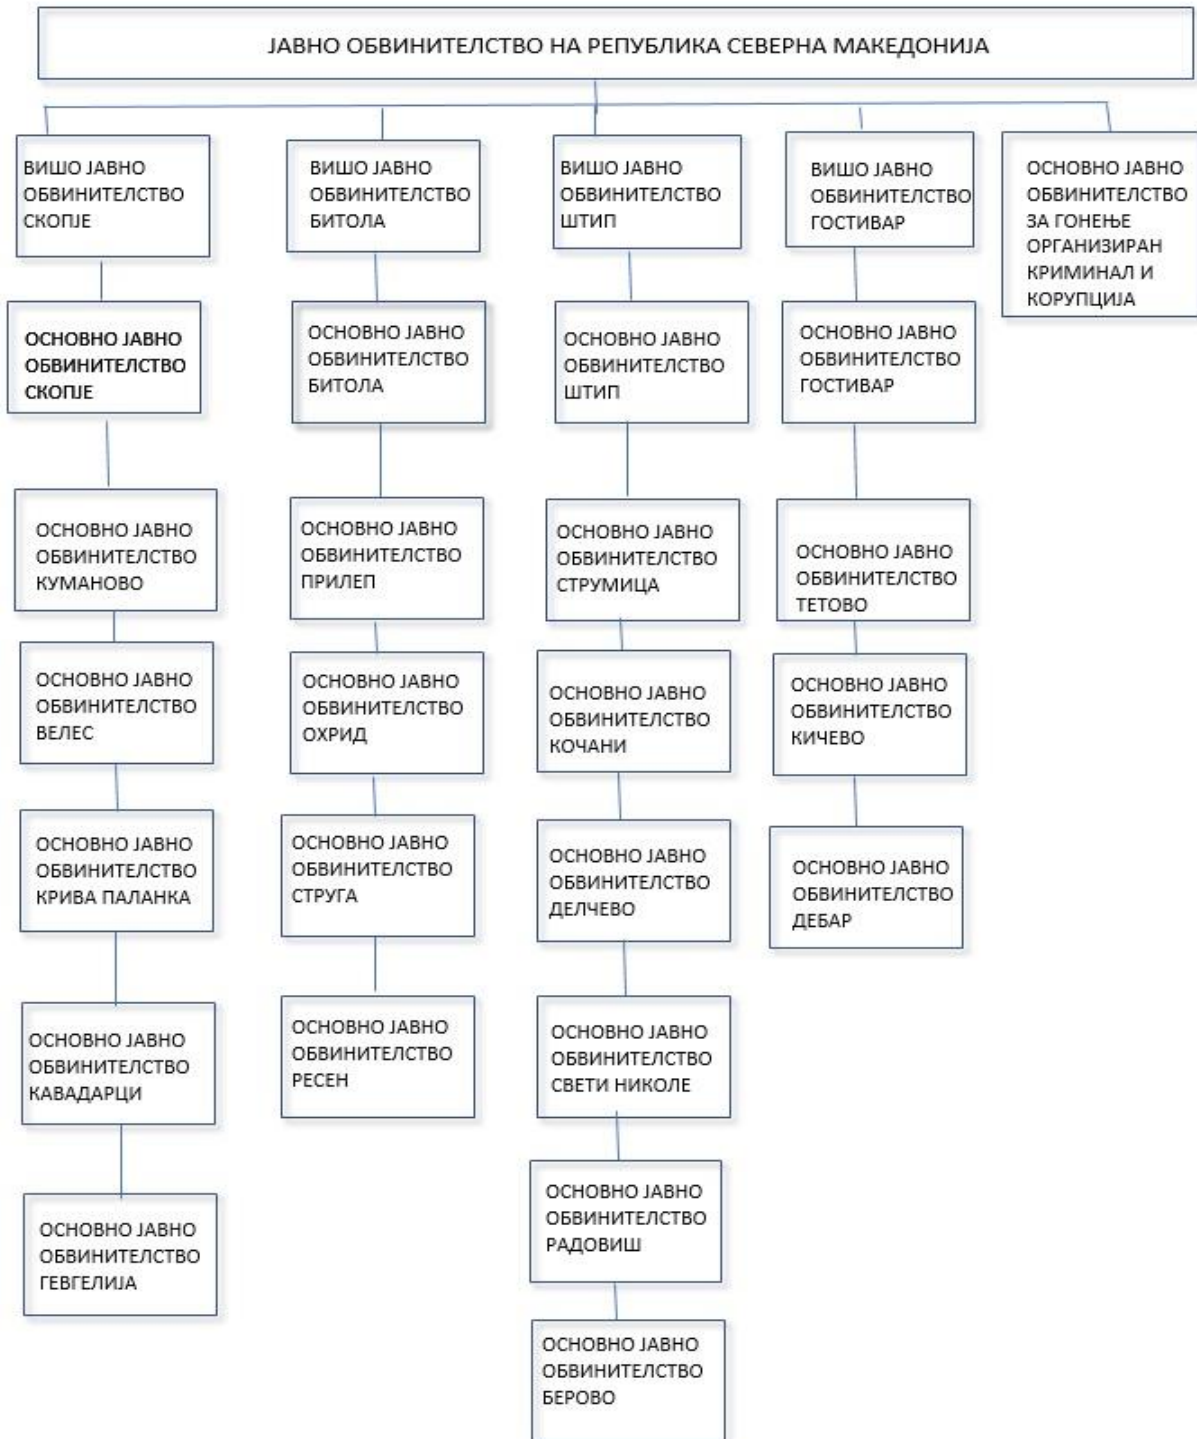 ЈАВНО ОБВИНИТЕЛСТВО НА РЕПУБЛИКА СЕВЕРНА МАКЕДОНИЈА
ВИШО ЈАВНО
ОБВИНИТЕЛСТВО
СКОПЈЕ
ВИШО ЈАВНО
ОБВИНИТЕЛСТВО
БИТОЛА
ВИШО ЈАВНО
ОБВИНИТЕЛСТВО
ШТИП
ВИШО ЈАВНО
ОБВИНИТЕЛСТВО
ГОСТИВАР
ОСНОВНО ЈАВНО
ОБВИНИТЕЛСТВО
ЗА ГОНЕЊЕ
ОРГАНИЗИРАН
КРИМИНАЛ И
КОРУПЦИЈА
ОСНОВНО ЈАВНО
ОБВИНИТЕЛСТВО
СКОПЈЕ
ОСНОВНО ЈАВНО
ОБВИНИТЕЛСТВО
БИТОЛА
ОСНОВНО ЈАВНО
ОБВИНИТЕЛСТВО
ШТИП
ОСНОВНО ЈАВНО
ОБВИНИТЕЛСТВО
ГОСТИВАР
ОСНОВНО ЈАВНО
ОБВИНИТЕЛСТВО
КУМАНОВО
ОСНОВНО ЈАВНО
ОБВИНИТЕЛСТВО
ПРИЛЕП
ОСНОВНО ЈАВНО
ОБВИНИТЕЛСТВО
СТРУМИЦА
ОСНОВНО ЈАВНО
ОБВИНИТЕЛСТВО
ТЕТОВО
ОСНОВНО ЈАВНО
ОБВИНИТЕЛСТВО
ВЕЛЕС
ОСНОВНО ЈАВНО
ОБВИНИТЕЛСТВО
ОХРИД
ОСНОВНО ЈАВНО
ОБВИНИТЕЛСТВО
КОЧАНИ
ОСНОВНО ЈАВНО
ОБВИНИТЕЛСТВО
КИЧЕВО
ОСНОВНО ЈАВНО
ОБВИНИТЕЛСТВО
КРИВА ПАЛАНКА
ОСНОВНО ЈАВНО
ОБВИНИТЕЛСТВО
СТРУГА
ОСНОВНО ЈАВНО
ОБВИНИТЕЛСТВО
ДЕЛЧЕВО
ОСНОВНО ЈАВНО
ОБВИНИТЕЛСТВО
ДЕБАР
ОСНОВНО ЈАВНО
ОБВИНИТЕЛСТВО
КАВАДАРЦИ
ОСНОВНО ЈАВНО
ОБВИНИТЕЛСТВО
РЕСЕН
ОСНОВНО ЈАВНО
ОБВИНИТЕЛСТВО
СВЕТИ НИКОЛЕ
ОСНОВНО ЈАВНО
ОБВИНИТЕЛСТВО
ГЕВГЕЛИЈА
ОСНОВНО ЈАВНО
ОБВИНИТЕЛСТВО
РАДОВИШ
ОСНОВНО ЈАВНО
ОБВИНИТЕЛСТВО
БЕРОВО